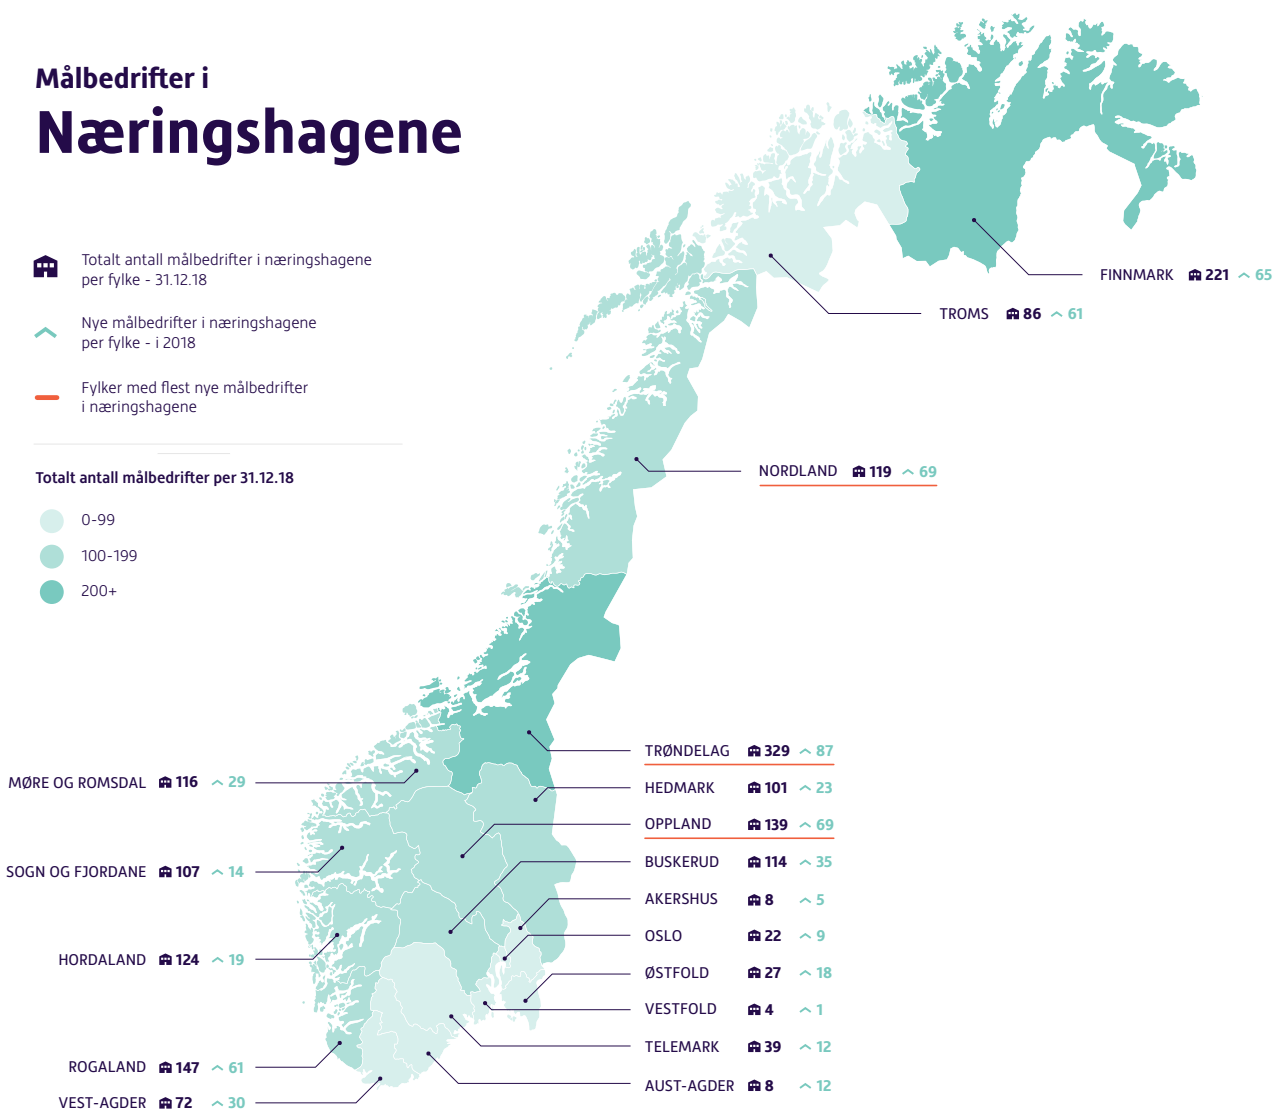 Målbedrifter i
Næringshagene
Totalt antall målbedrifter i næringshagene
per fylke - 31.12.18
Nye målbedrifter i næringshagene
per fylke - i 2018
Fylker med flest nye målbedrifter
i næringshagene
Totalt antall målbedrifter per 31.12.18
0-99
100-199
200+
FINNMARK 221 65
TROMS 86 61
NORDLAND 119 69
TRØNDELAG 329 87
HEDMARK 101 23
OPPLAND 139 69
BUSKERUD 114 35
AKERSHUS 8 5
OSLO 22 9
ØSTFOLD 27 18
VESTFOLD 4 1
TELEMARK 39 12
AUST-AGDER 8 12
MØRE OG ROMSDAL 116 29
SOGN OG FJORDANE 107 14
HORDALAND 124 19
ROGALAND 147 61
VEST-AGDER 72 30